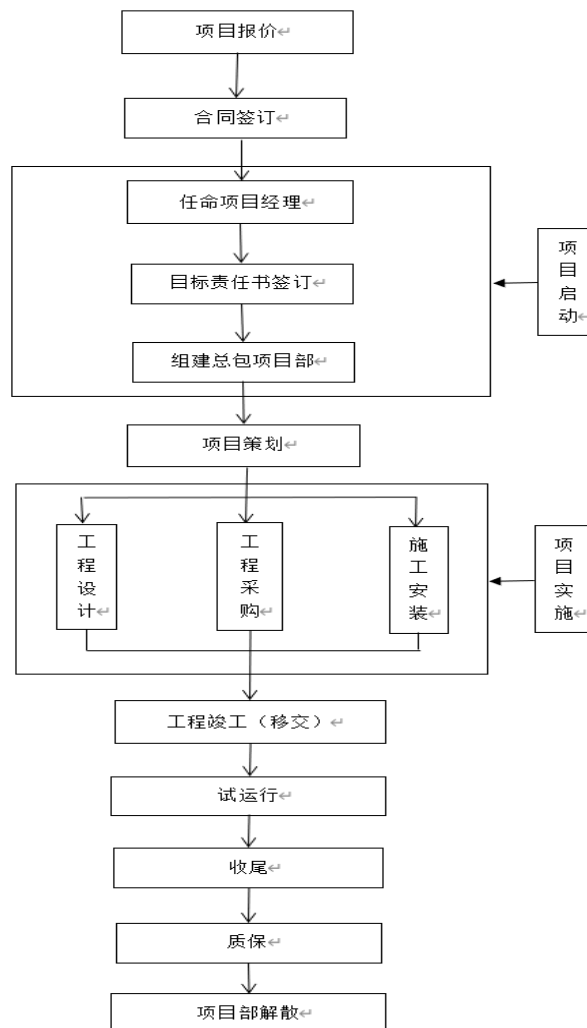 项目报价↵
合同签订↵
任命项目经理↵
目标责任书签订↵
组建总包项目部↵
项目启动↵
项目策划↵
工程设计↵
工程采购↵
施工安装↵
项目实施↵
工程竣工（移交）↵
试运行↵
收尾↵
质保↵
项目部解散↵